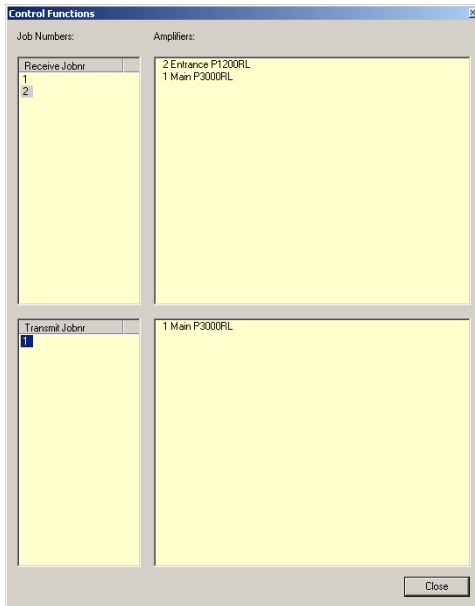 Control Functions
Job Numbers:
Amplifiers:
Receive Jobnr
1
2
2 Entrance P1200RL
1 Main P3000RL
Transmit Jobnr
1
1 Main P3000RL
Close